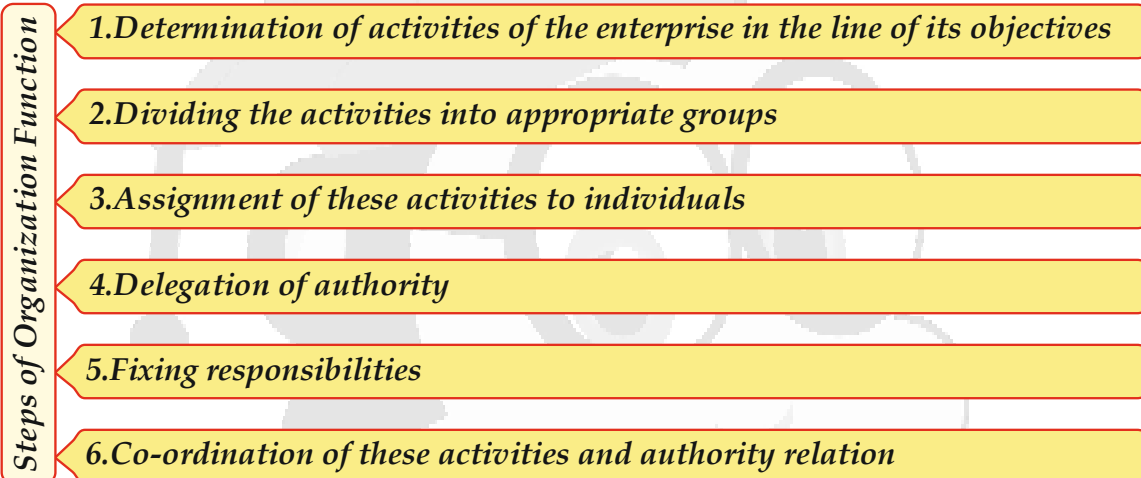 Steps of Organization Function
1.Determination of activities of the enterprise in the line of its objectives
2.Dividing the activities into appropriate groups
3.Assignment of these activities to individuals
4.Delegation of authority
5.Fixing responsibilities
6.Co-ordination of these activities and authority relation